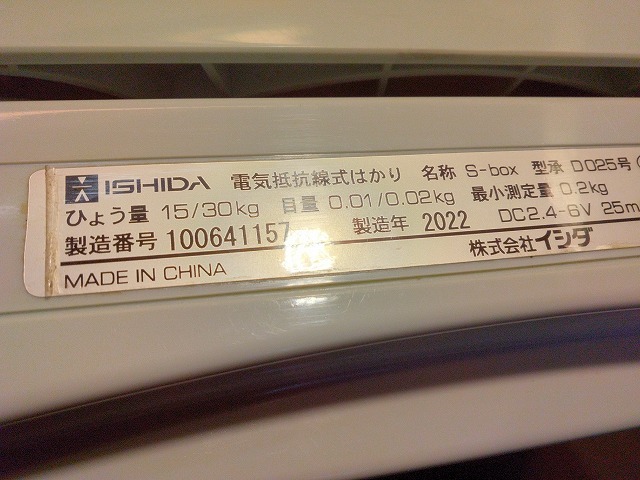 ISHIDA 電気抵抗線式はかり 名称 S-box 型承 D025号
ひょう量 15/30kg 目量 0.01/0.02kg 最小測定量 0.2kg
製造番号 100641157 製造年 2022 DC2.4-6V 25m
株式会社イシダ
MADE IN CHINA